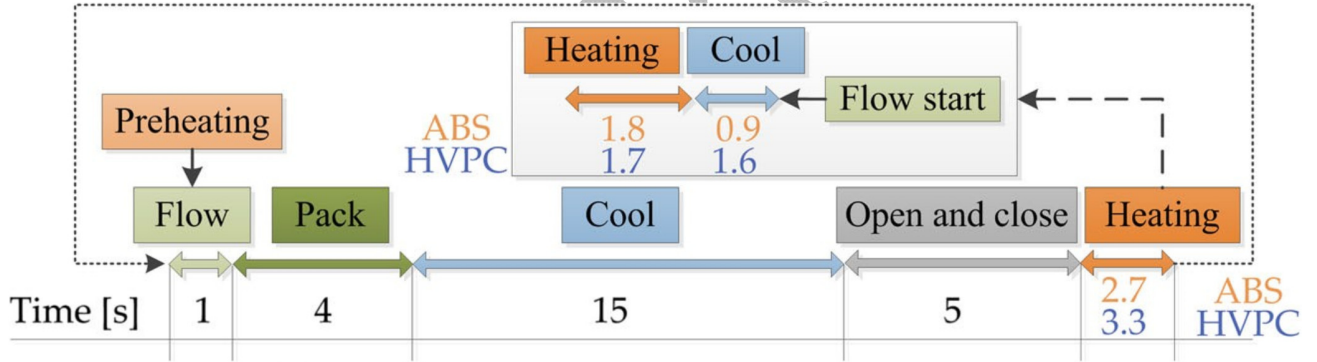 Heating Cool
Flow start
Preheating
ABS 1.8 0.9
HVPC 1.7 1.6
Flow Pack Cool Open and close Heating
Time [s] 1 4 15 5 2.7 ABS
3.3 HVPC